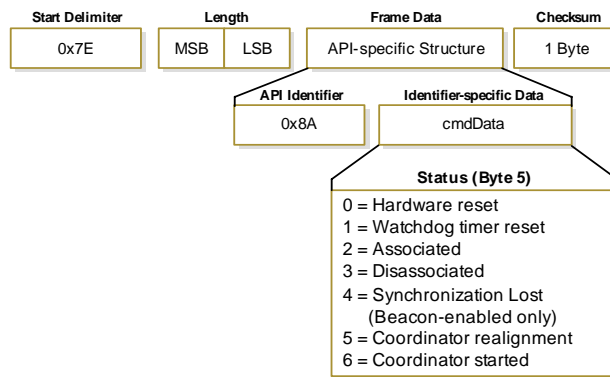 Start Delimiter Length Frame Data Checksum
0x7E MSB LSB API-specific Structure 1 Byte
API Identifier Identifier-specific Data
0x8A cmdData
Status (Byte 5)
0 = Hardware reset
1 = Watchdog timer reset
2 = Associated
3 = Disassociated
4 = Synchronization Lost
(Beacon-enabled only)
5 = Coordinator realignment
6 = Coordinator started